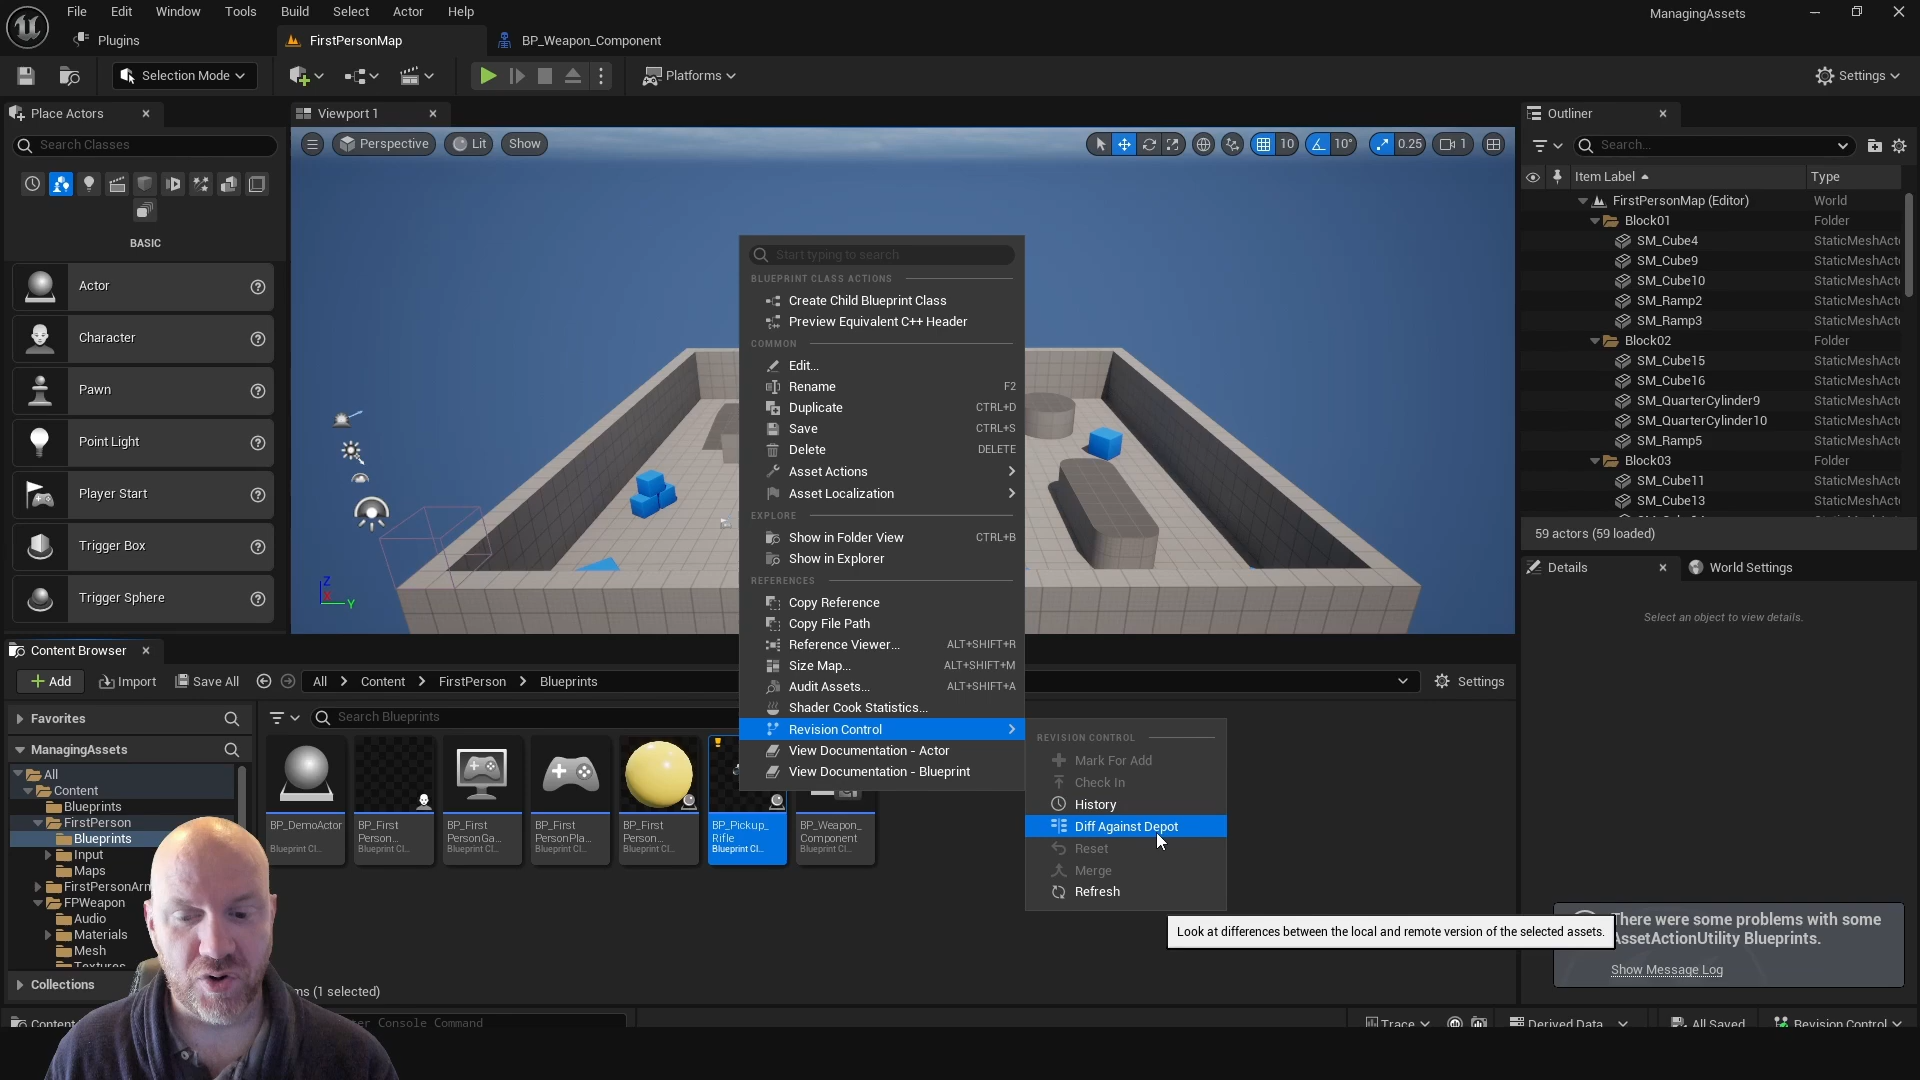 File Edit Window Tools Build Select Actor Help
ManagingAssets
Plugins
FirstPersonMap
BP_Weapon_Component
Selection Mode
Platforms
Settings
Place Actors
Search Classes
BASIC
Actor
Character
Pawn
Point Light
Player Start
Trigger Box
Trigger Sphere
Viewport 1
Perspective
Lit
Show
10
10°
0.25
1
Z
X
Y
Start typing to search
BLUEPRINT CLASS ACTIONS
Create Child Blueprint Class
Preview Equivalent C++ Header
COMMON
Edit...
Rename F2
Duplicate CTRL+D
Save CTRL+S
Delete DELETE
Asset Actions
Asset Localization
EXPLORE
Show in Folder View CTRL+B
Show in Explorer
REFERENCES
Copy Reference
Copy File Path
Reference Viewer... ALT+SHIFT+R
Size Map... ALT+SHIFT+M
Audit Assets... ALT+SHIFT+A
Shader Cook Statistics...
Revision Control
View Documentation - Actor
View Documentation - Blueprint
REVISION CONTROL
Mark For Add
Check In
History
Diff Against Depot
Reset
Merge
Refresh
Look at differences between the local and remote version of the selected assets.
Outliner
Search...
Item Label Type
FirstPersonMap (Editor) World
Block01 Folder
SM_Cube4 StaticMeshAct
SM_Cube9 StaticMeshAct
SM_Cube10 StaticMeshAct
SM_Ramp2 StaticMeshAct
SM_Ramp3 StaticMeshAct
Block02 Folder
SM_Cube15 StaticMeshAct
SM_Cube16 StaticMeshAct
SM_QuarterCylinder9 StaticMeshAct
SM_QuarterCylinder10 StaticMeshAct
SM_Ramp5 StaticMeshAct
Block03 Folder
SM_Cube11 StaticMeshAct
SM_Cube13 StaticMeshAct
59 actors (59 loaded)
Details
World Settings
Select an object to view details.
There were some problems with some
AssetActionUtility Blueprints.
Show Message Log
Content Browser
Add
Import
Save All
All
Content
FirstPerson
Blueprints
Settings
Favorites
Search Blueprints
ManagingAssets
All
Content
Blueprints
FirstPerson
Blueprints
Input
Maps
FirstPersonArm
FPWeapon
Audio
Materials
Mesh
Textures
Collections
BP_DemoActor
Blueprint Cl...
BP_First
Person...
Blueprint Cl...
BP_First
PersonGa...
Blueprint Cl...
BP_First
PersonPla...
Blueprint Cl...
BP_First
Person...
Blueprint Cl...
BP_Pickup_
Rifle
Blueprint Cl...
BP_Weapon_
Component
Blueprint Cl...
ms (1 selected)
Content
er Console Command
Trace
Derived Data
All Saved
Revision Control